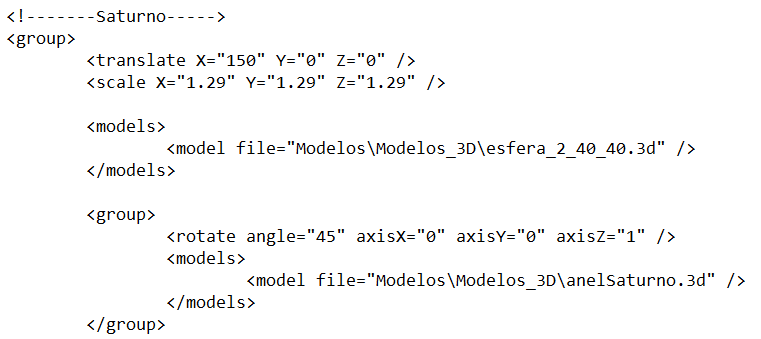 <!-------Saturno----->
<group>
<translate X="150" Y="0" Z="0" />
<scale X="1.29" Y="1.29" Z="1.29" />
<models>
<model file="Modelos\Modelos_3D\esfera_2_40_40.3d" />
</models>
<group>
<rotate angle="45" axisX="0" axisY="0" axisZ="1" />
<models>
<model file="Modelos\Modelos_3D\anelSaturno.3d" />
</models>
</group>